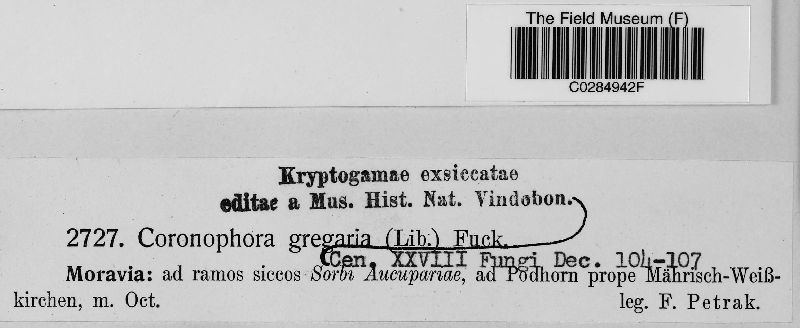 The Field Museum (F)
C0284942F
Kryptogamae exsiccatae
editae a Mus. Hist. Nat. Vindobon.
2727. Coronophora gregaria (Lib.) Fuck.
Cen. XXVIII Fungi Dec. 104-107
Moravia: ad ramos siccos Sorbi Aucupariae, ad Podhorn prope Mährisch-Weiß-
kirchen, m. Oct. leg. F. Petrak.